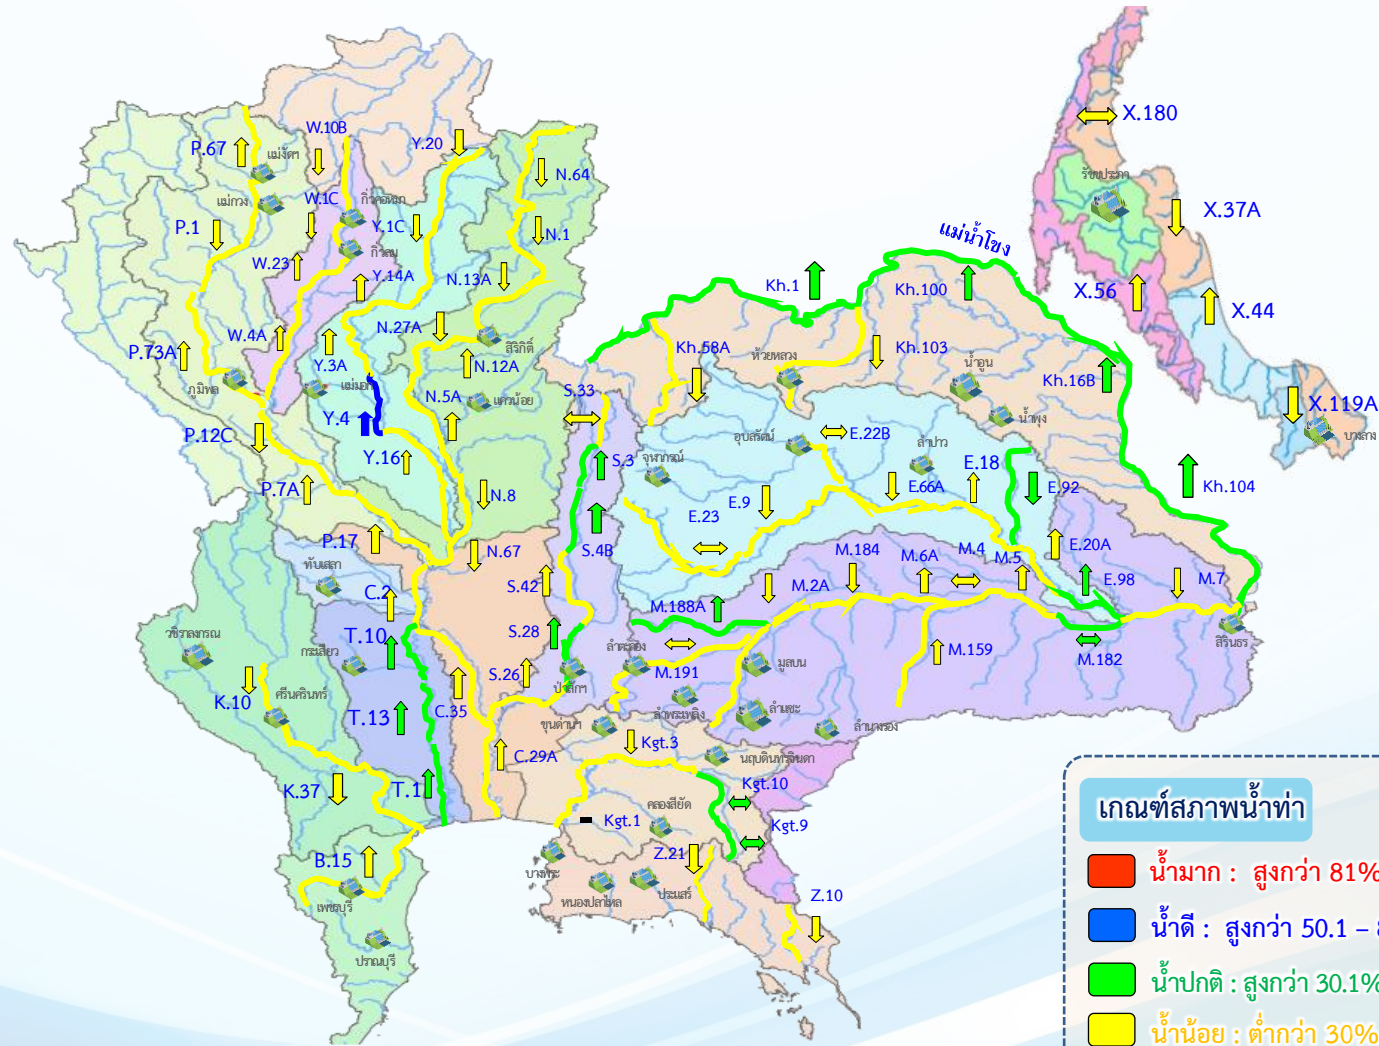 X.180
W.10B
Y.20
P.67
แม่งัดฯ
N.64
รัชชประภา
W.1C
กิ่วคอหมา
แม่กวง
X.37A
P.1
Y.1C
N.1
แม่น้ำโขง
กิ่วลม
W.23
Y.14A
N.13A
Kh.1
Kh.100
X.56
X.44
N.27A
W.4A
สิริกิติ์
Kh.103
P.73A
Y.3A
N.12A
Kh.58A
ห้วยหลวง
น้ำอูน
Kh.16B
ภูมิพล
แม่มอก
S.33
N.5A
แควน้อย
X.119A
Y.4
น้ำพุง
บางลาง
P.12C
E.22B
อุบลรัตน์
จุฬาภรณ์
ลำปาว
Y.16
S.3
E.18
Kh.104
P.7A
N.8
E.66A
E.92
E.9
E.23
P.17
N.67
S.4B
M.184
M.6A
M.4
M.5
E.20A
ทับเสลา
C.2
S.42
M.2A
E.98
M.7
M.188A
T.10
S.28
วชิราลงกรณ
กระเสียว
ลำตะคอง
สิรินธร
M.159
M.182
มูลบน
S.26
ป่าสักฯ
M.191
K.10
ศรีนครินทร์
T.13
C.35
ลำพระเพลิง
ลำแชะ
ขุนด่านฯ
ลำนางรอง
Kgt.3
C.29A
นฤบดินทรจินดา
K.37
T.1
Kgt.10
คลองสียัด
Kgt.1
Kgt.9
เกณฑ์สภาพน้ำท่า
B.15
Z.21
บางพระ
น้ำมาก : สูงกว่า 81%
เพชรบุรี
หนองปลาไหล
ประแสร์
Z.10
น้ำดี : สูงกว่า 50.1 –
ปราณบุรี
น้ำปกติ : สูงกว่า 30.1%
น้ำน้อย : ต่ำกว่า 30%